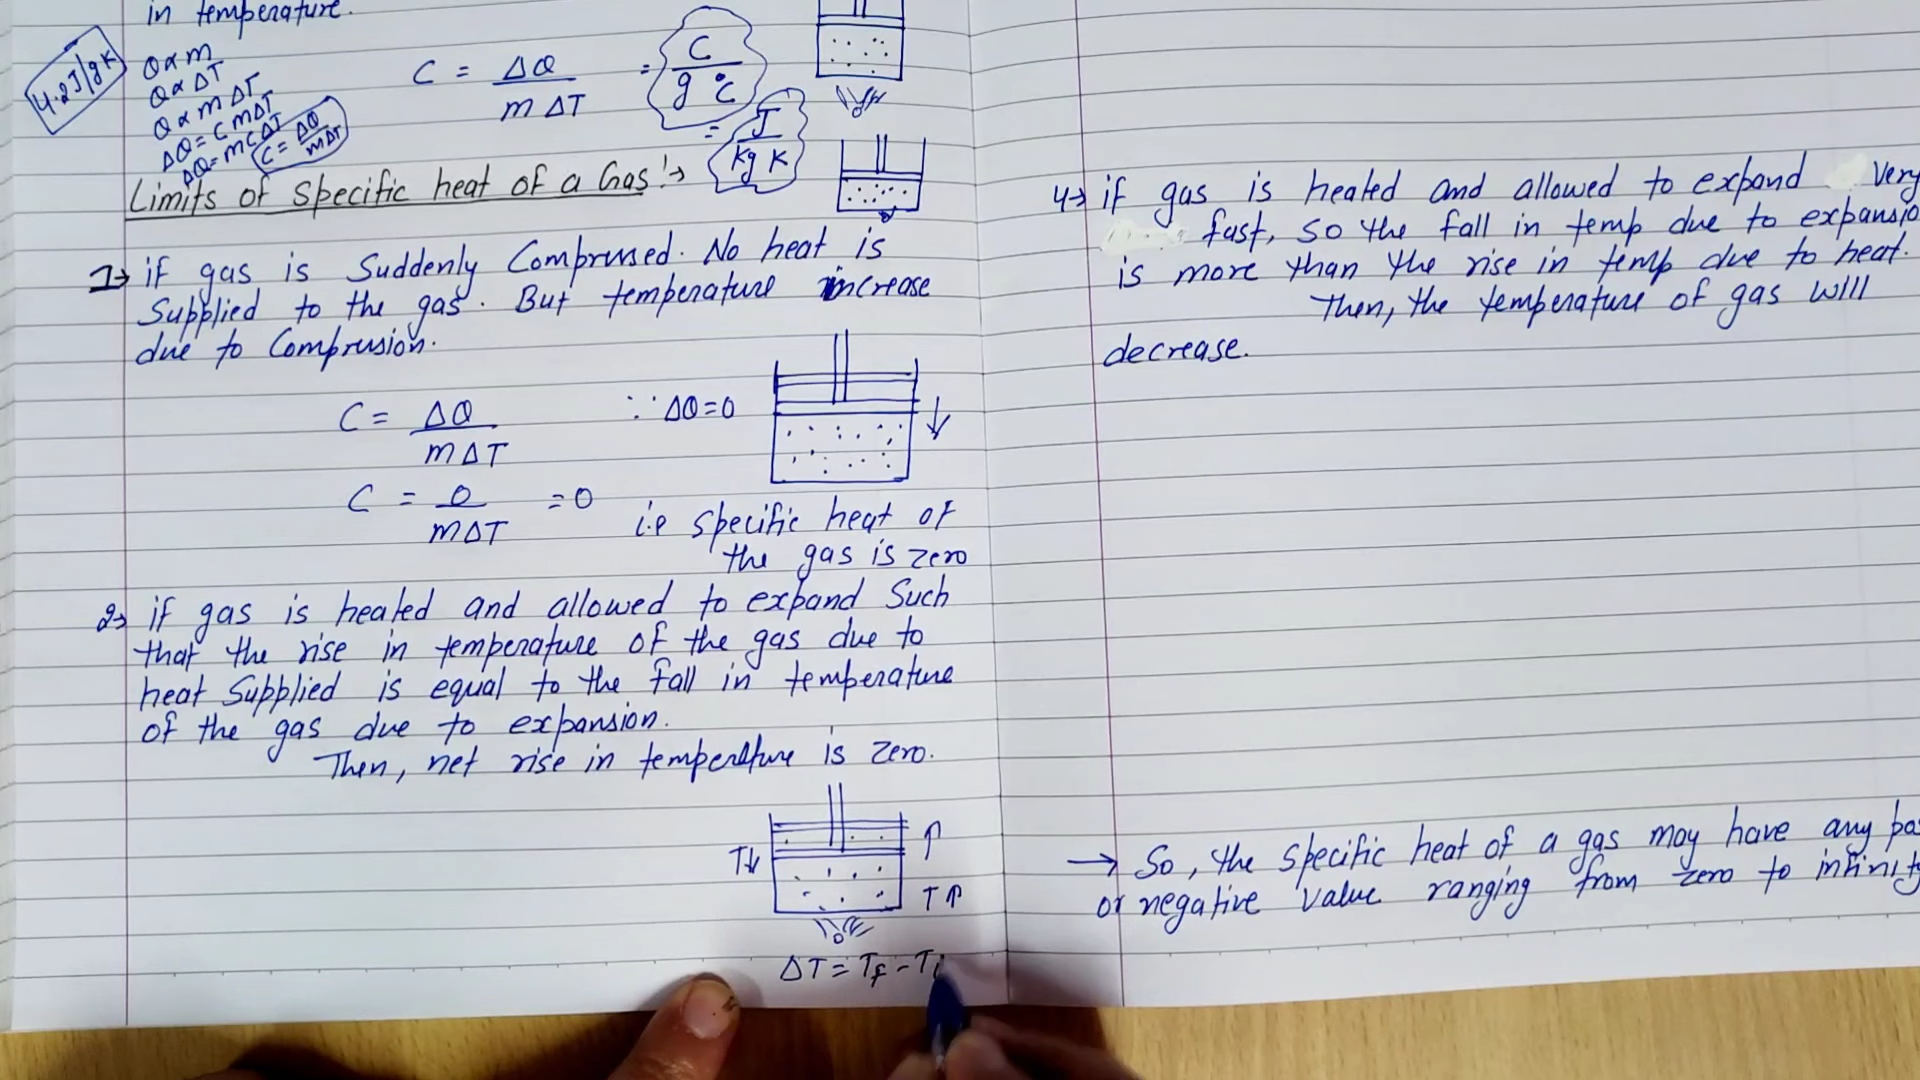 in temperature.
4.2J/gK
Q∝m
Q∝ΔT
Q∝mΔT
ΔQ=CmΔT
ΔQ=mCΔT
C=ΔQ/mΔT
C = ΔQ/mΔT = C/g °C
= J/kg K
Limits of specific heat of a Gas!→
1→ if gas is Suddenly Compressed. No heat is
Supplied to the gas. But temperature increase
due to Compression.
C = ΔQ/mΔT ∵ ΔQ=0
C = 0/mΔT =0
i.e specific heat of
the gas is zero
2→ if gas is heated and allowed to expand Such
that the rise in temperature of the gas due to
heat Supplied is equal to the fall in temperature
of the gas due to expansion.
Then, net rise in temperature is zero.
T↓ ↑
T↑
ΔT = Tf - Ti
4→ if gas is heated and allowed to expand Very
fast, so the fall in temp due to expansio
is more than the rise in temp due to heat.
Then, the temperature of gas will
decrease.
→ So, the specific heat of a gas may have any po
or negative value ranging from zero to infinity